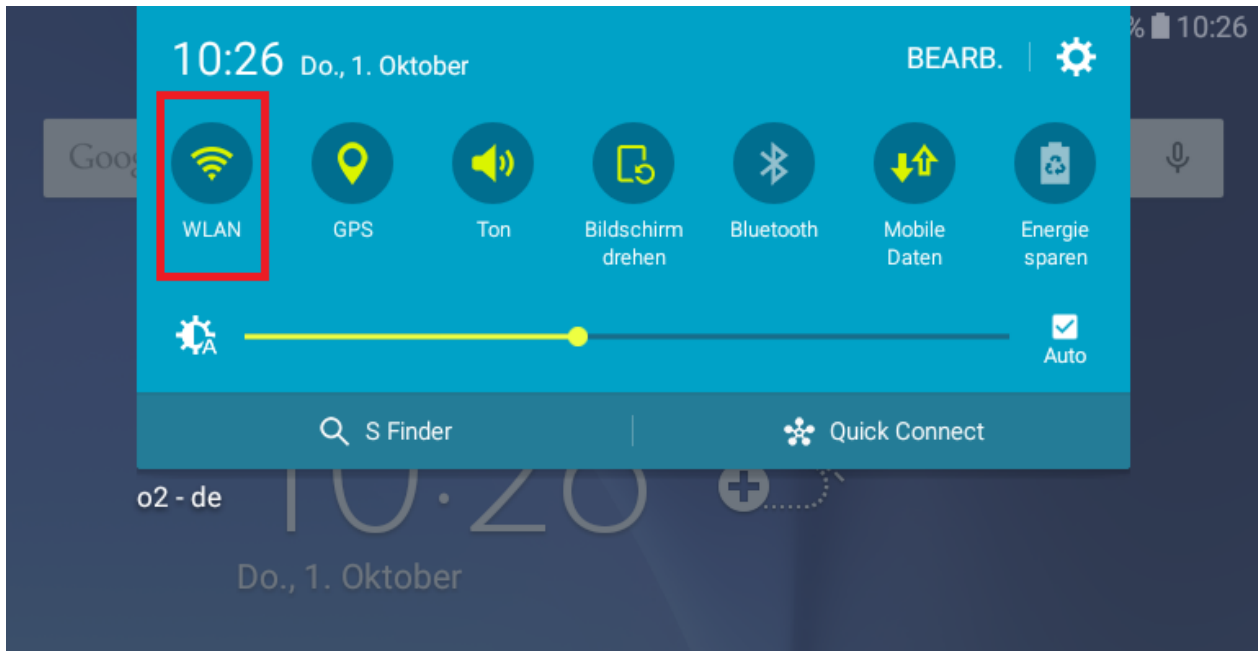 % 10:26
10:26 Do., 1. Oktober BEARB.
Goog
WLAN GPS Ton Bildschirm drehen Bluetooth Mobile Daten Energie sparen
A
Auto
S Finder Quick Connect
o2 - de
10:26
Do., 1. Oktober